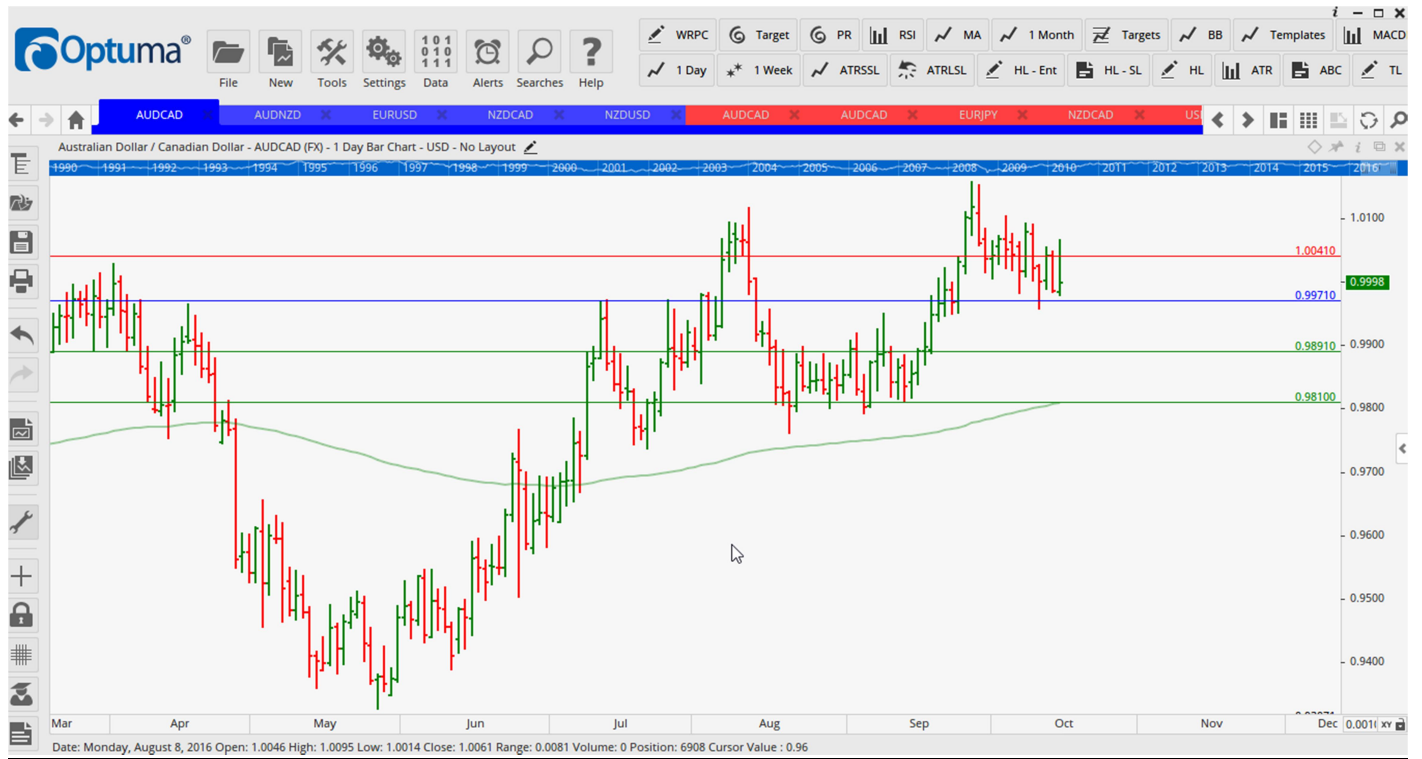 i
Optuma®
WRPC Target PR RSI MA 1 Month Targets BB Templates MACD
1 Day 1 Week ATRSSL ATRLSL HL - Ent HL - SL HL ATR ABC TL
101
010
111
File New Tools Settings Data Alerts Searches Help
AUDCAD AUDNZD EURUSD NZDCAD NZDUSD AUDCAD AUDCAD EURJPY NZDCAD
Australian Dollar / Canadian Dollar - AUDCAD (FX) - 1 Day Bar Chart - USD - No Layout
1990 1991 1992 1993 1994 1995 1996 1997 1998 1999 2000 2001 2002 2003 2004 2005 2006 2007 2008 2009 2010 2011 2012 2013 2014 2015 2016
1.0100
1.00410
0.9998
0.99710
0.9900
0.98910
0.98100
0.9800
0.9700
0.9600
0.9500
0.9400
Mar Apr May Jun Jul Aug Sep Oct Nov Dec XY
Date: Monday, August 8, 2016 Open: 1.0046 High: 1.0095 Low: 1.0014 Close: 1.0061 Range: 0.0081 Volume: 0 Position: 6908 Cursor Value : 0.96